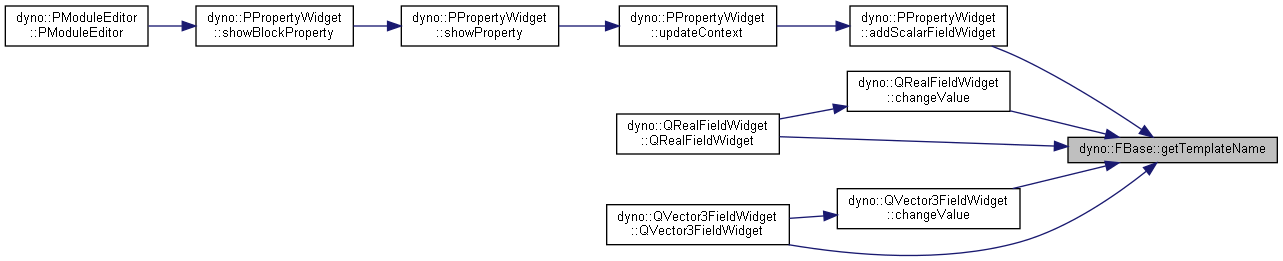 dyno::PModuleEditor
::PModuleEditor
dyno::PPropertyWidget
::showBlockProperty
dyno::PPropertyWidget
::showProperty
dyno::PPropertyWidget
::updateContext
dyno::PPropertyWidget
::addScalarFieldWidget
dyno::QRealFieldWidget
::changeValue
dyno::QRealFieldWidget
::QRealFieldWidget
dyno::FBase::getTemplateName
dyno::QVector3FieldWidget
::changeValue
dyno::QVector3FieldWidget
::QVector3FieldWidget